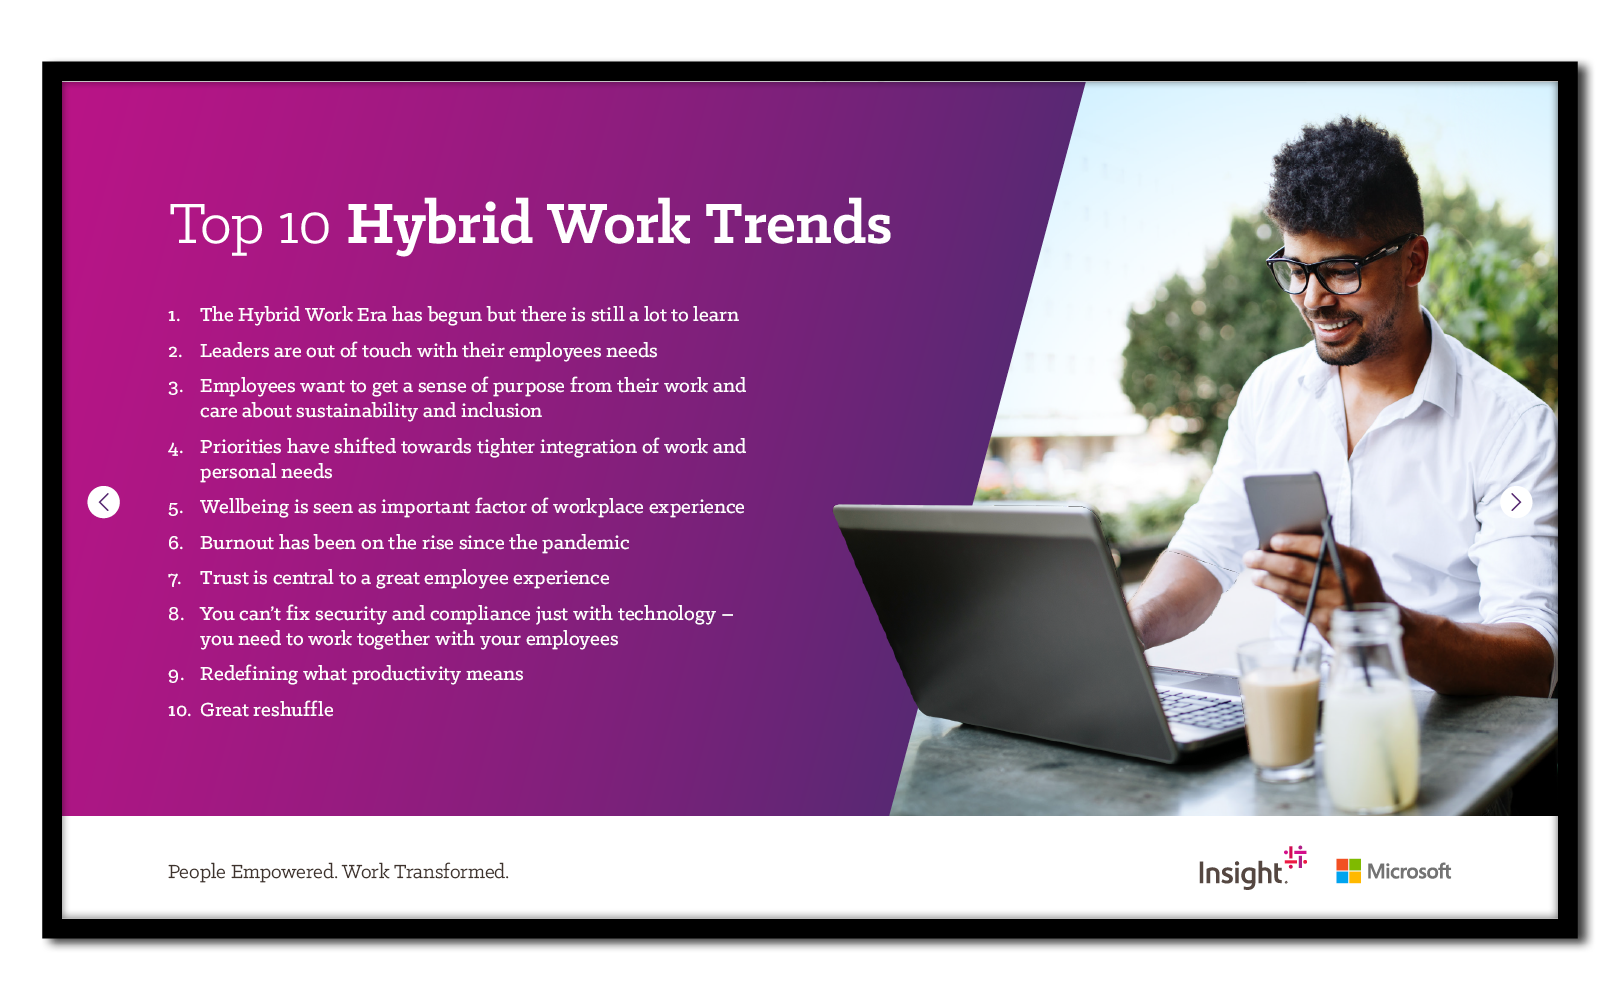 Top 10 Hybrid Work Trends
1. The Hybrid Work Era has begun but there is still a lot to learn
2. Leaders are out of touch with their employees needs
3. Employees want to get a sense of purpose from their work and
care about sustainability and inclusion
4. Priorities have shifted towards tighter integration of work and
personal needs
5. Wellbeing is seen as important factor of workplace experience
6. Burnout has been on the rise since the pandemic
7. Trust is central to a great employee experience
8. You can't fix security and compliance just with technology –
you need to work together with your employees
9. Redefining what productivity means
10. Great reshuffle
People Empowered. Work Transformed.
Insight.
Microsoft